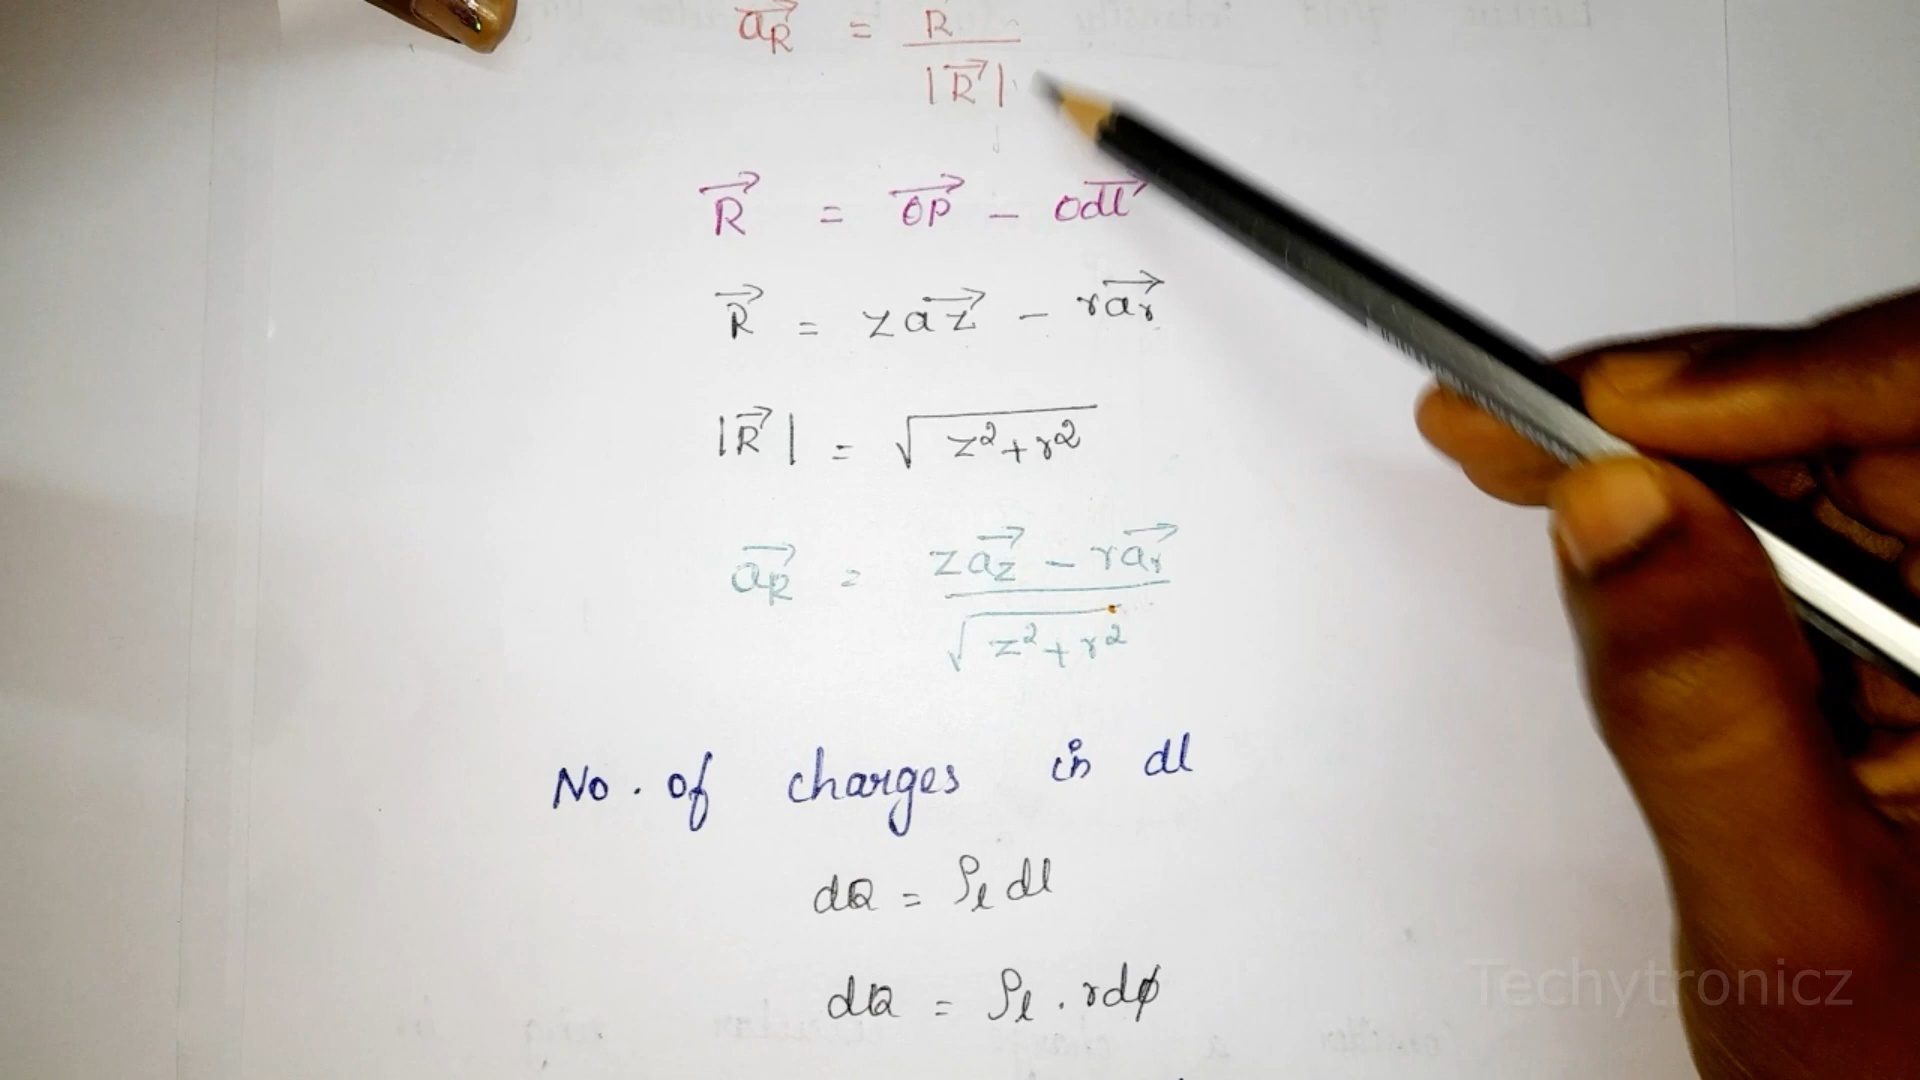 a⃗R = R / |R⃗|
R⃗ = OP⃗ - Odl⃗
R⃗ = z a⃗z - r a⃗r
|R⃗| = √(z²+r²)
a⃗R = (z a⃗z - r a⃗r) / √(z²+r²)
No. of charges in dl
dQ = ρl dl
dQ = ρl . rdφ
Techytronicz